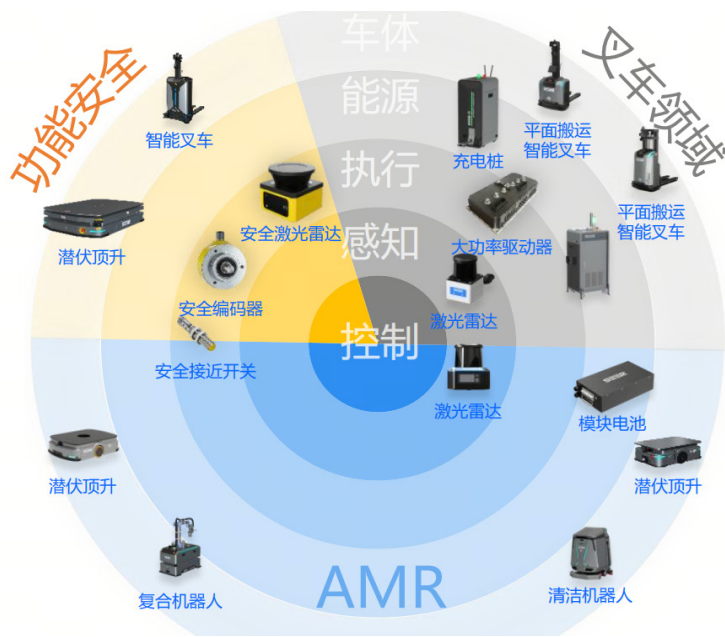 车体
能源
执行
感知
控制
功能安全
叉车领域
AMR
智能叉车
潜伏顶升
安全激光雷达
安全编码器
安全接近开关
充电桩
平面搬运
智能叉车
平面搬运
智能叉车
大功率驱动器
激光雷达
激光雷达
模块电池
潜伏顶升
潜伏顶升
复合机器人
清洁机器人